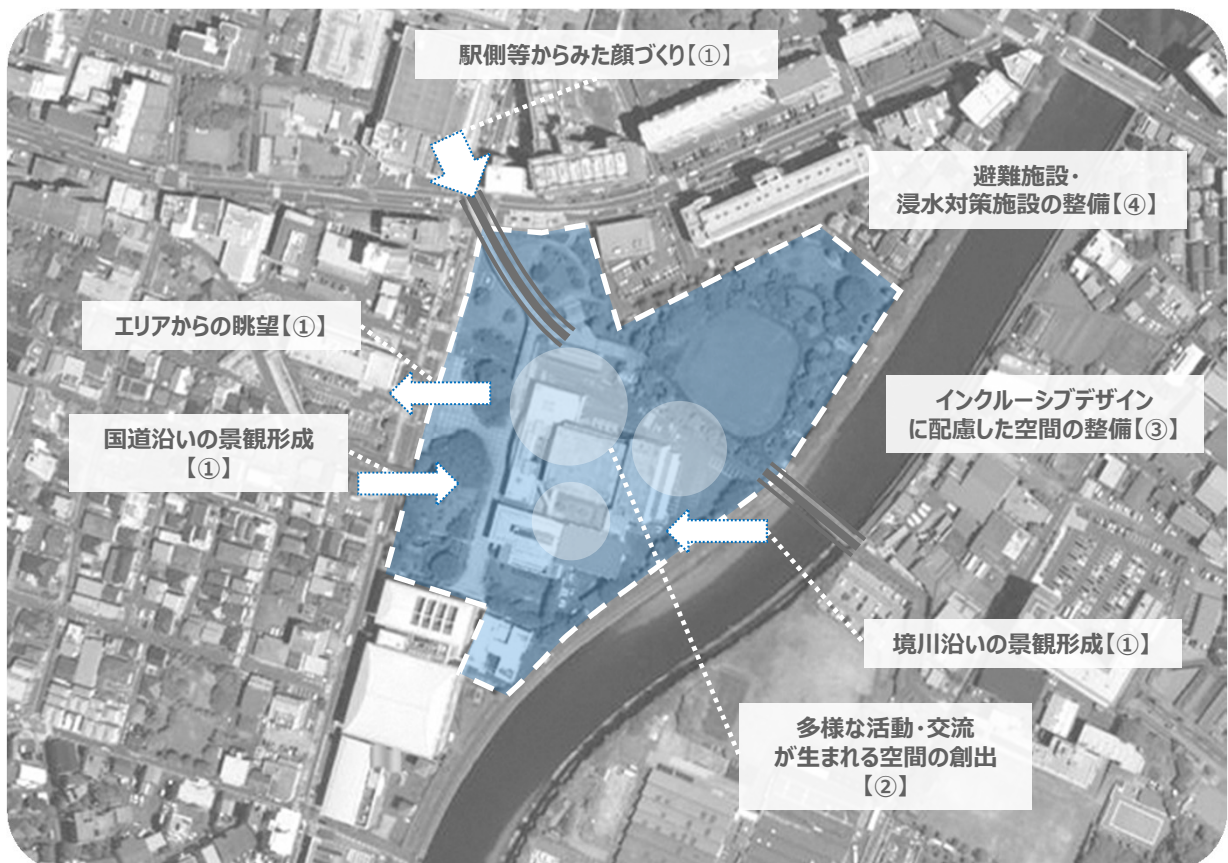 駅側等からみた顔づくり【①】
避難施設・
浸水対策施設の整備【④】
エリアからの眺望【①】
インクルーシブデザイン
に配慮した空間の整備【③】
国道沿いの景観形成
【①】
境川沿いの景観形成【①】
多様な活動・交流
が生まれる空間の創出
【②】